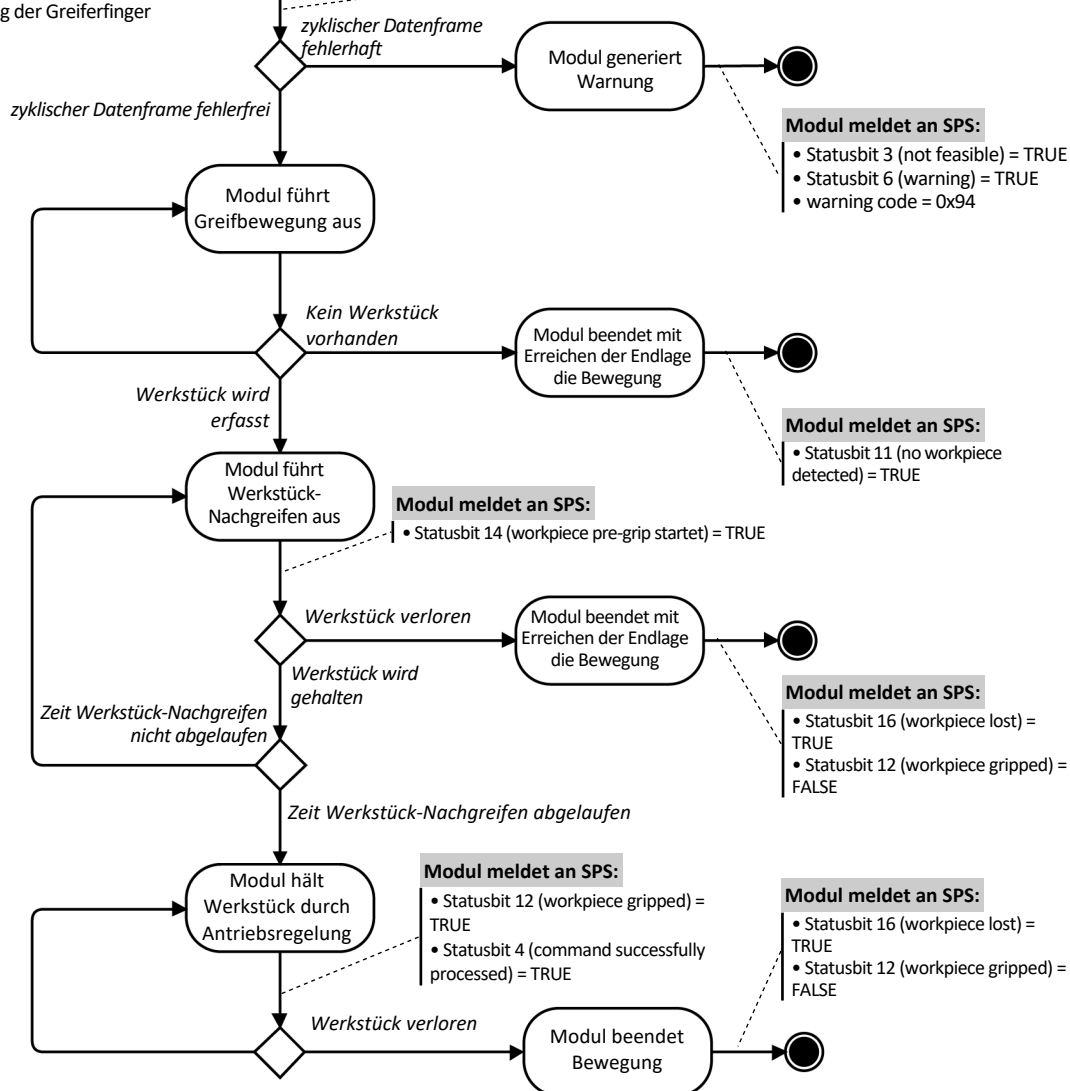 g der Greiferfinger
zyklischer Datenframe
fehlerhaft
Modul generiert
Warnung
zyklischer Datenframe fehlerfrei
Modul meldet an SPS:
• Statusbit 3 (not feasible) = TRUE
• Statusbit 6 (warning) = TRUE
• warning code = 0x94
Modul führt
Greifbewegung aus
Kein Werkstück
vorhanden
Modul beendet mit
Erreichen der Endlage
die Bewegung
Werkstück wird
erfasst
Modul meldet an SPS:
• Statusbit 11 (no workpiece
detected) = TRUE
Modul führt
Werkstück-
Nachgreifen aus
Modul meldet an SPS:
• Statusbit 14 (workpiece pre-grip startet) = TRUE
Werkstück verloren
Modul beendet mit
Erreichen der Endlage
die Bewegung
Werkstück wird
gehalten
Modul meldet an SPS:
• Statusbit 16 (workpiece lost) =
TRUE
• Statusbit 12 (workpiece gripped) =
FALSE
Zeit Werkstück-Nachgreifen
nicht abgelaufen
Zeit Werkstück-Nachgreifen abgelaufen
Modul hält
Werkstück durch
Antriebsregelung
Modul meldet an SPS:
• Statusbit 12 (workpiece gripped) =
TRUE
• Statusbit 4 (command successfully
processed) = TRUE
Modul meldet an SPS:
• Statusbit 16 (workpiece lost) =
TRUE
• Statusbit 12 (workpiece gripped) =
FALSE
Werkstück verloren
Modul beendet
Bewegung